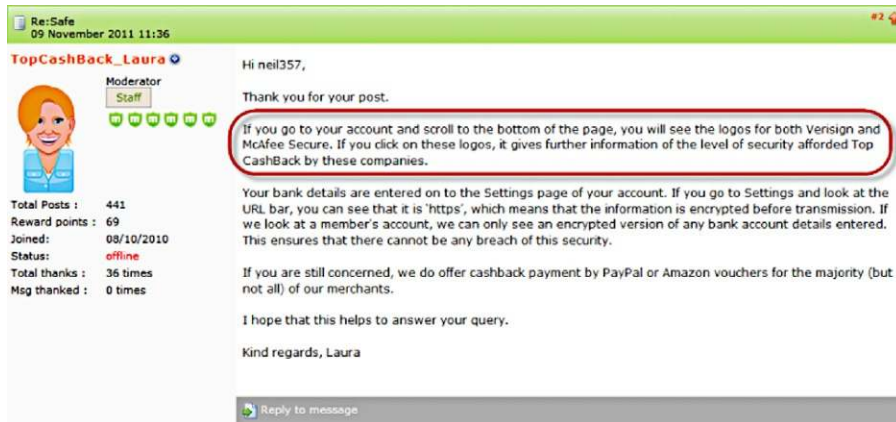 Re:Safe
09 November 2011 11:36
#2
TopCashBack_Laura
Moderator
Staff
Total Posts : 441
Reward points : 69
Joined: 08/10/2010
Status: offline
Total thanks : 36 times
Msg thanked : 0 times
Hi neil357,
Thank you for your post.
If you go to your account and scroll to the bottom of the page, you will see the logos for both Verisign and
McAfee Secure. If you click on these logos, it gives further information of the level of security afforded Top
CashBack by these companies.
Your bank details are entered on to the Settings page of your account. If you go to Settings and look at the
URL bar, you can see that it is 'https', which means that the information is encrypted before transmission. If
we look at a member's account, we can only see an encrypted version of any bank account details entered.
This ensures that there cannot be any breach of this security.
If you are still concerned, we do offer cashback payment by PayPal or Amazon vouchers for the majority (but
not all) of our merchants.
I hope that this helps to answer your query.
Kind regards, Laura
Reply to message